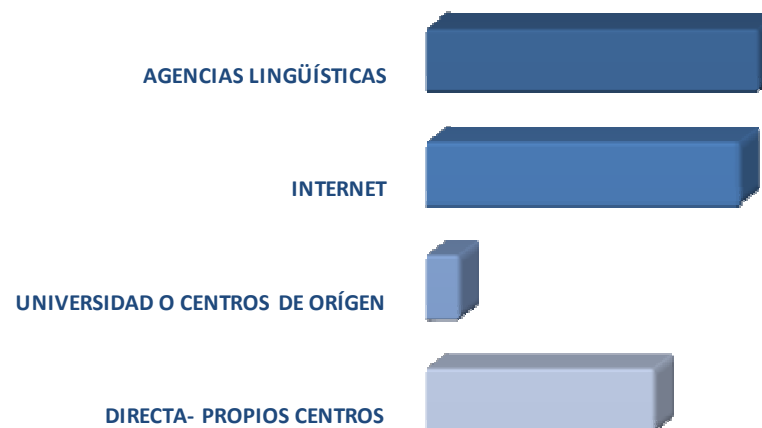 AGENCIAS LINGÜÍSTICAS
INTERNET
UNIVERSIDAD O CENTROS DE ORÍGEN
DIRECTA- PROPIOS CENTROS